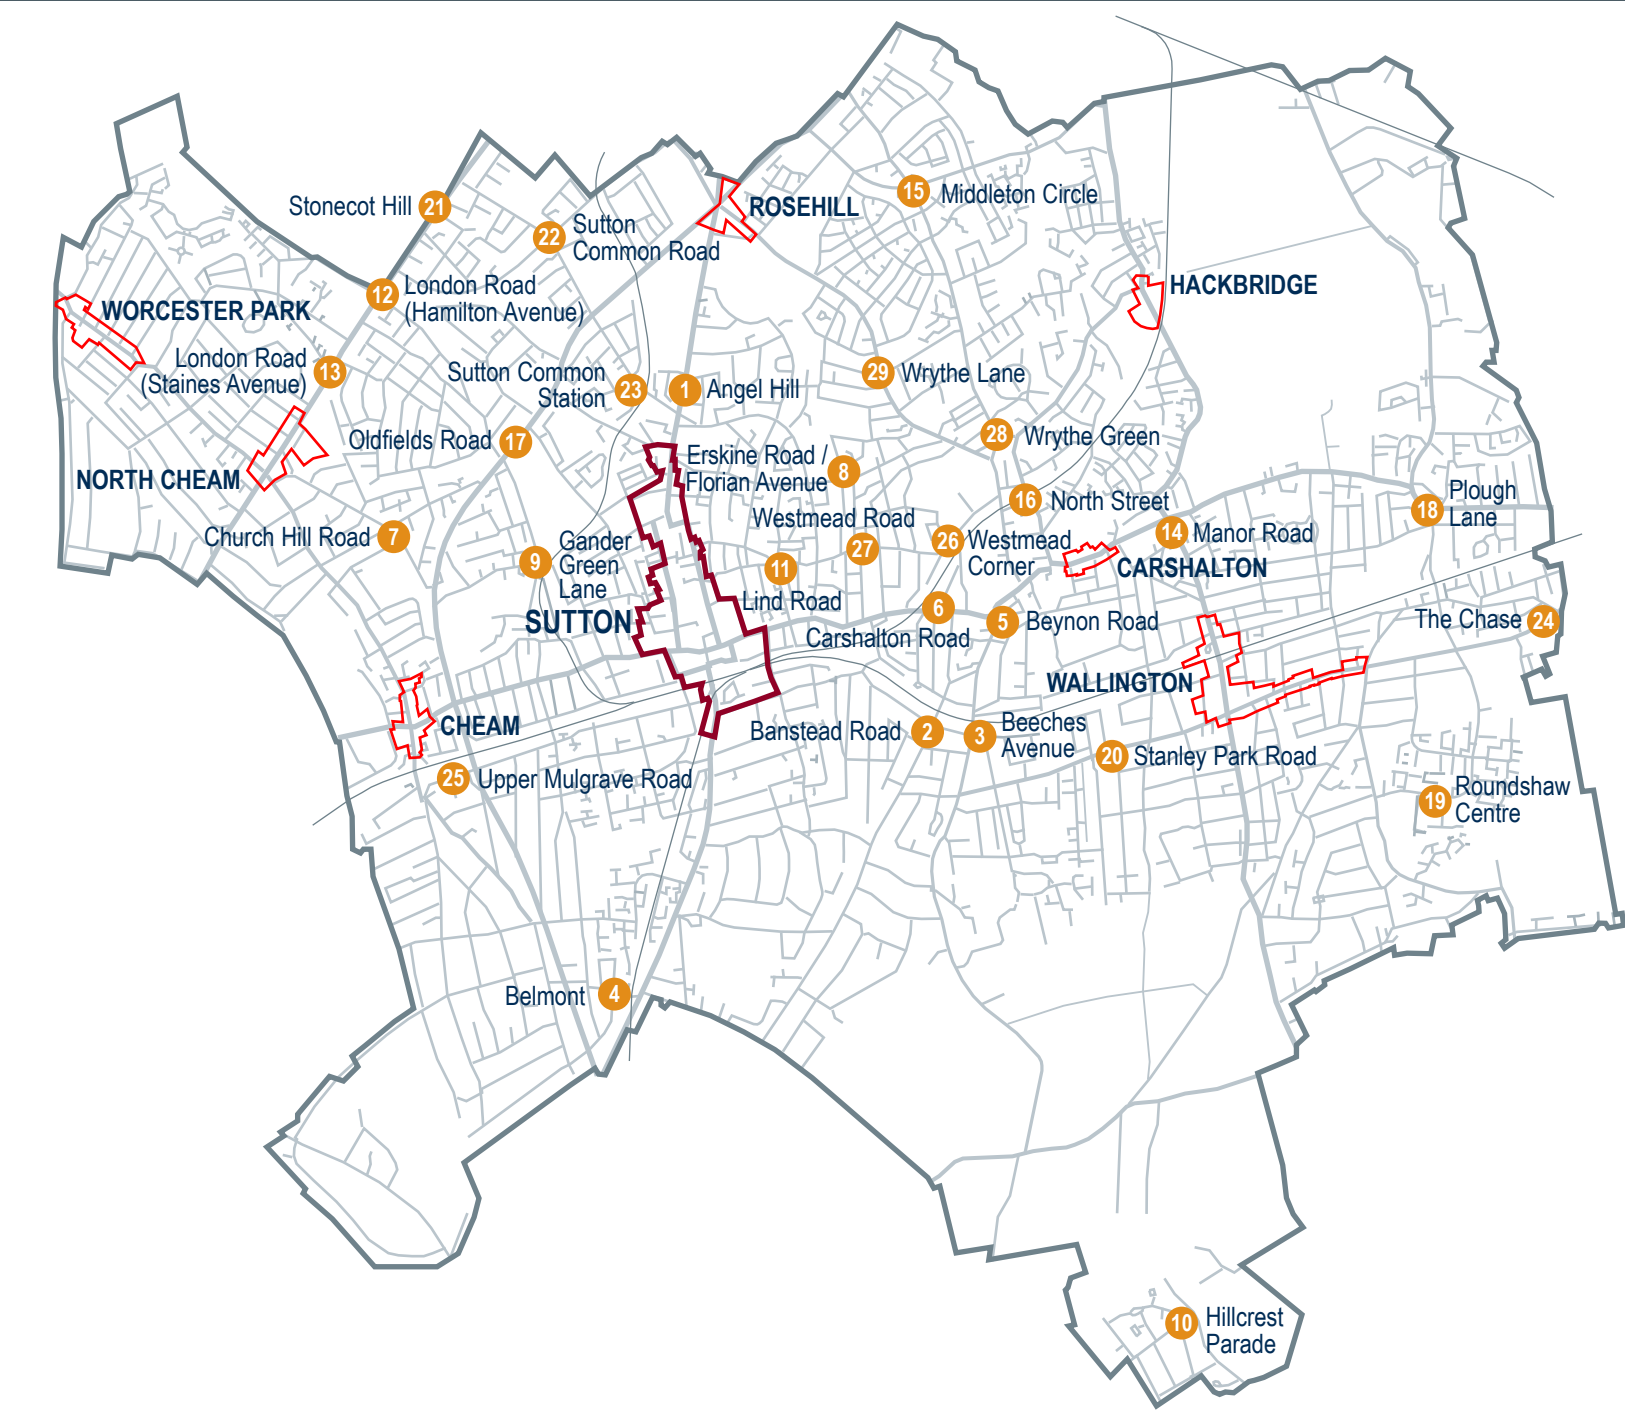 15 Middleton Circle
Stonecot Hill 21
ROSEHILL
22 Sutton
Common Road
HACKBRIDGE
12 London Road
(Hamilton Avenue)
WORCESTER PARK
London Road
(Staines Avenue) 13
Sutton Common
Station 23
1 Angel Hill
29 Wrythe Lane
Oldfields Road 17
28 Wrythe Green
Erskine Road /
Florian Avenue 8
NORTH CHEAM
16 North Street
18 Plough
Lane
Westmead Road
27
Church Hill Road 7
14 Manor Road
26 Westmead
Corner
9 Gander
Green
Lane
11
Lind Road
CARSHALTON
SUTTON
6
Carshalton Road
5 Beynon Road
The Chase 24
WALLINGTON
CHEAM
Banstead Road 2
3 Beeches
Avenue
20 Stanley Park Road
25 Upper Mulgrave Road
19 Roundshaw
Centre
Belmont 4
10 Hillcrest
Parade